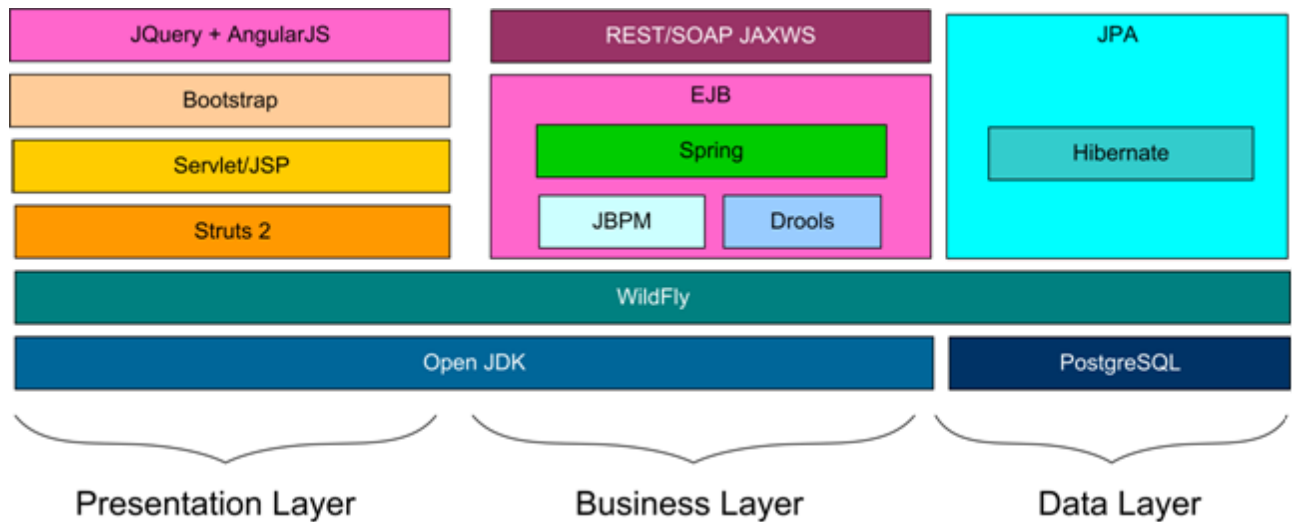 JQuery + AngularJS
Bootstrap
Servlet/JSP
Struts 2
REST/SOAP JAXWS
EJB
Spring
JBPM
Drools
JPA
Hibernate
WildFly
Open JDK
PostgreSQL
Presentation Layer
Business Layer
Data Layer